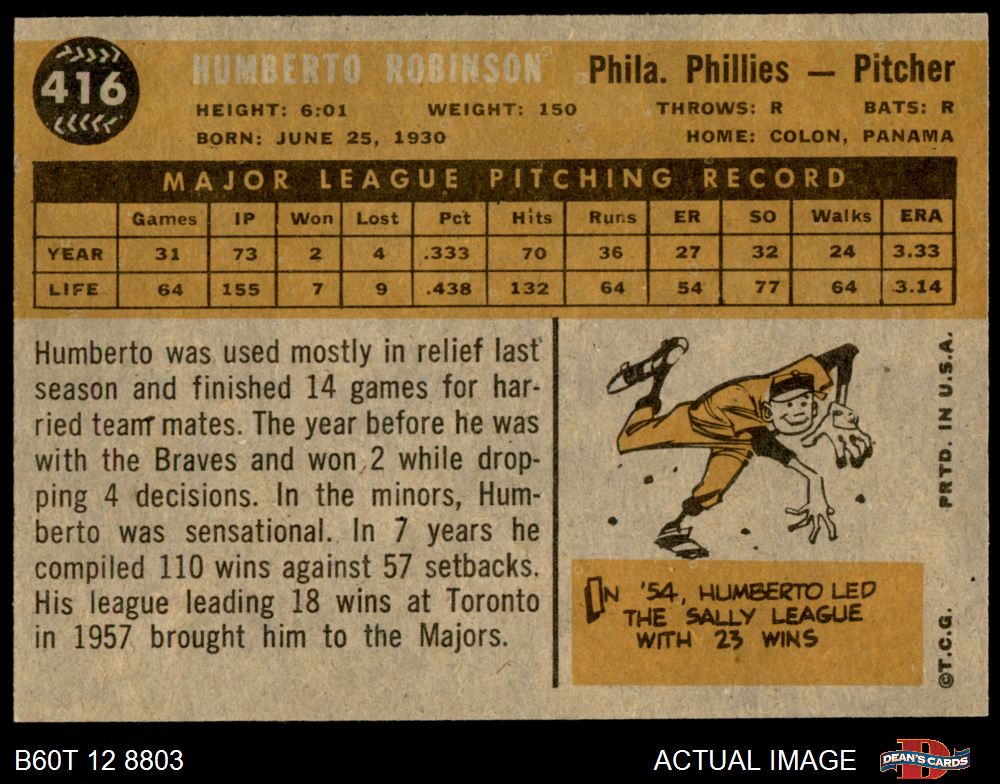 416
HUMBERTO ROBINSON Phila. Phillies — Pitcher
HEIGHT: 6:01 WEIGHT: 150 THROWS: R BATS: R
BORN: JUNE 25, 1930 HOME: COLON, PANAMA
MAJOR LEAGUE PITCHING RECORD
Games IP Won Lost Pct Hits Runs ER SO Walks ERA
YEAR 31 73 2 4 .333 70 36 27 32 24 3.33
LIFE 64 155 7 9 .438 132 64 54 77 64 3.14
Humberto was used mostly in relief last
season and finished 14 games for har-
ried team mates. The year before he was
with the Braves and won 2 while drop-
ping 4 decisions. In the minors, Hum-
berto was sensational. In 7 years he
compiled 110 wins against 57 setbacks.
His league leading 18 wins at Toronto
in 1957 brought him to the Majors.
IN '54, HUMBERTO LED
THE SALLY LEAGUE
WITH 23 WINS
©T.C.G. PRTD. IN U.S.A.
B60T 12 8803 ACTUAL IMAGE
DEAN'S CARDS